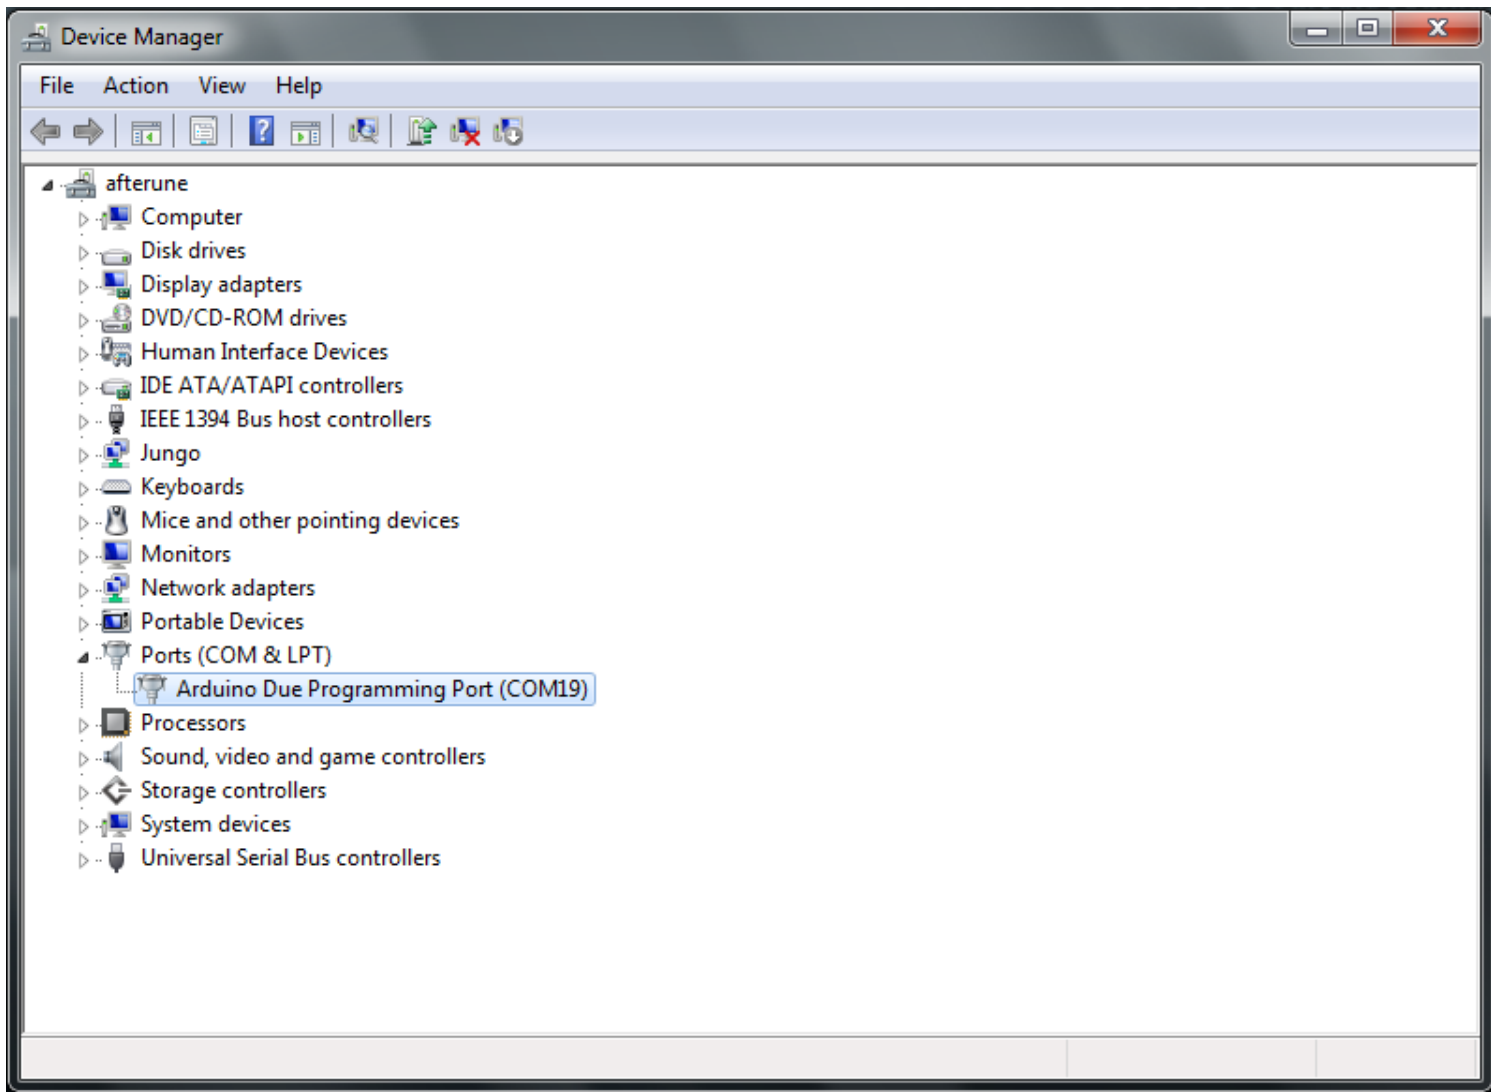 Device Manager
File Action View Help
afterune
Computer
Disk drives
Display adapters
DVD/CD-ROM drives
Human Interface Devices
IDE ATA/ATAPI controllers
IEEE 1394 Bus host controllers
Jungo
Keyboards
Mice and other pointing devices
Monitors
Network adapters
Portable Devices
Ports (COM & LPT)
Arduino Due Programming Port (COM19)
Processors
Sound, video and game controllers
Storage controllers
System devices
Universal Serial Bus controllers